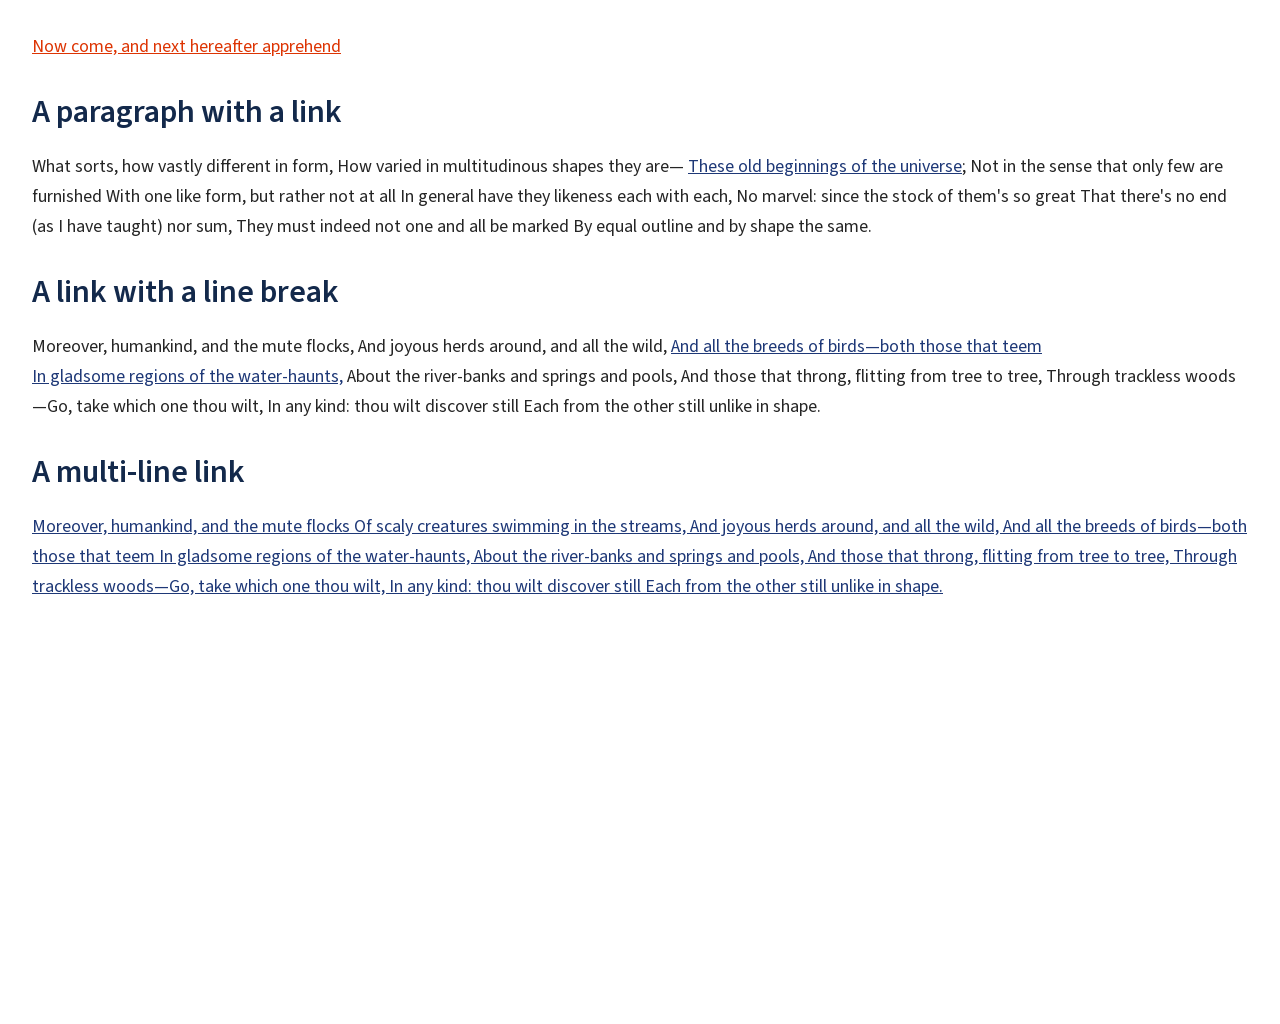 Now come, and next hereafter apprehend
A paragraph with a link
What sorts, how vastly different in form, How varied in multitudinous shapes they are— These old beginnings of the universe; Not in the sense that only few are
furnished With one like form, but rather not at all In general have they likeness each with each, No marvel: since the stock of them's so great That there's no end
(as I have taught) nor sum, They must indeed not one and all be marked By equal outline and by shape the same.
A link with a line break
Moreover, humankind, and the mute flocks, And joyous herds around, and all the wild, And all the breeds of birds—both those that teem
In gladsome regions of the water-haunts, About the river-banks and springs and pools, And those that throng, flitting from tree to tree, Through trackless woods
—Go, take which one thou wilt, In any kind: thou wilt discover still Each from the other still unlike in shape.
A multi-line link
Moreover, humankind, and the mute flocks Of scaly creatures swimming in the streams, And joyous herds around, and all the wild, And all the breeds of birds—both
those that teem In gladsome regions of the water-haunts, About the river-banks and springs and pools, And those that throng, flitting from tree to tree, Through
trackless woods—Go, take which one thou wilt, In any kind: thou wilt discover still Each from the other still unlike in shape.